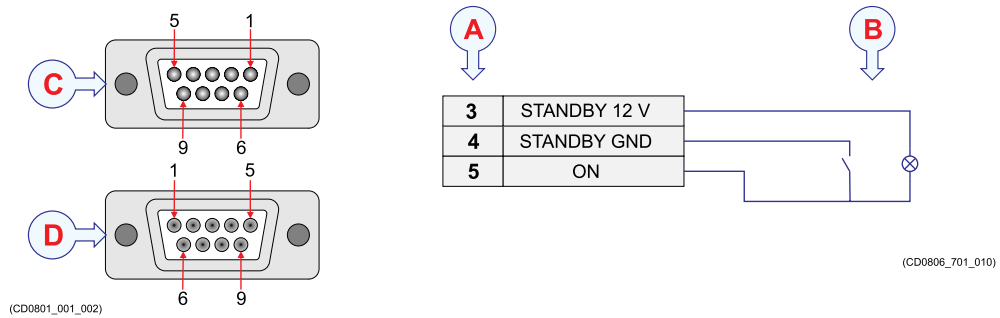 5 1
C
9 6
1 5
D
6 9
(CD0801_001_002)
A
B
3 STANDBY 12 V
4 STANDBY GND
5 ON
(CD0806_701_010)